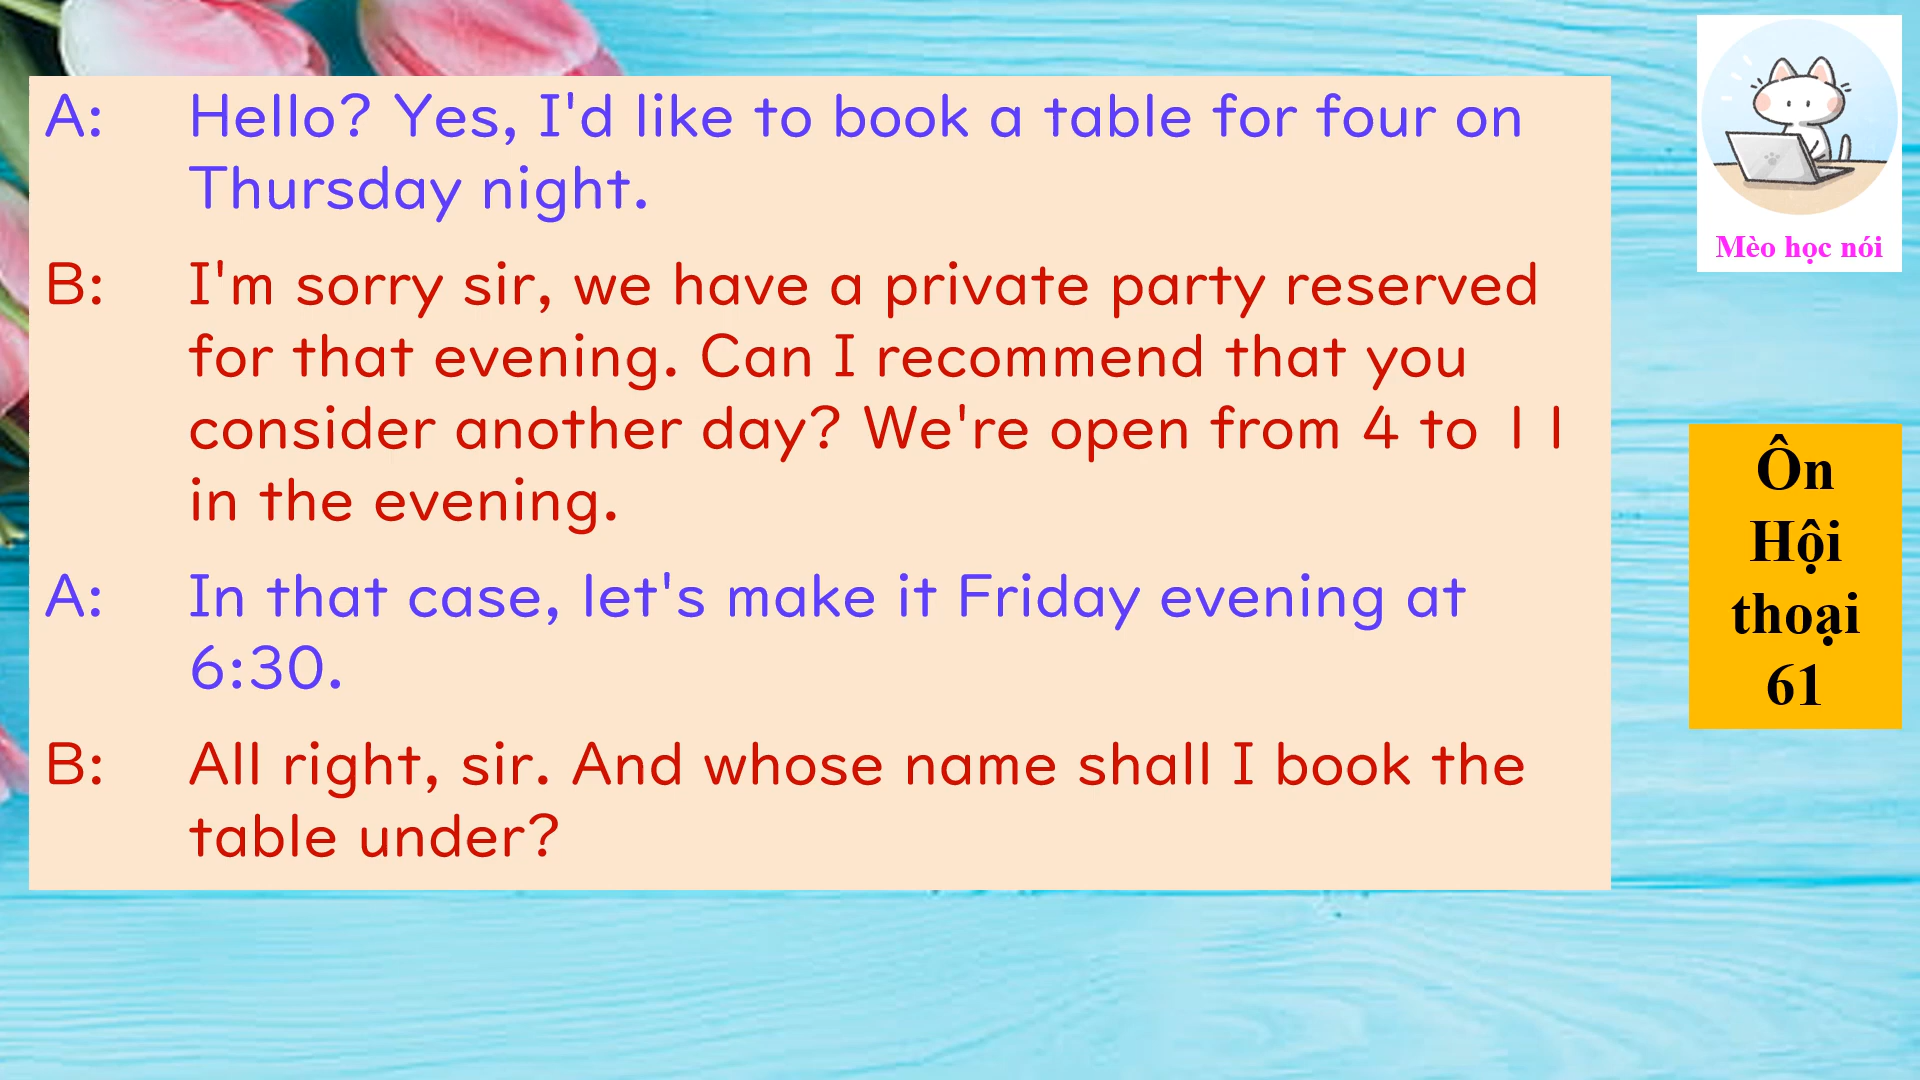 A: Hello? Yes, I'd like to book a table for four on
Thursday night.
B: I'm sorry sir, we have a private party reserved
for that evening. Can I recommend that you
consider another day? We're open from 4 to 11
in the evening.
A: In that case, let's make it Friday evening at
6:30.
B: All right, sir. And whose name shall I book the
table under?
Mèo học nói
Ôn
Hội
thoại
61